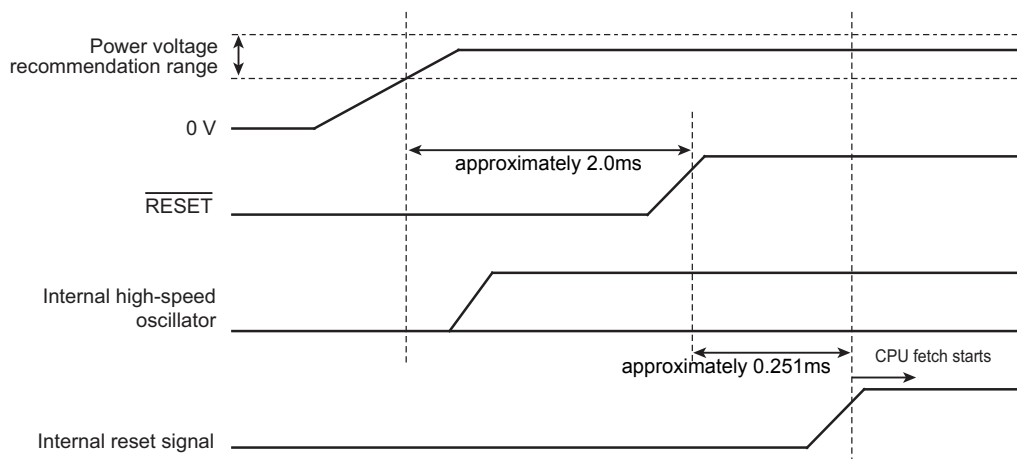 Power voltage
recommendation range
0 V
approximately 2.0ms
RESET
Internal high-speed
oscillator
approximately 0.251ms
CPU fetch starts
Internal reset signal